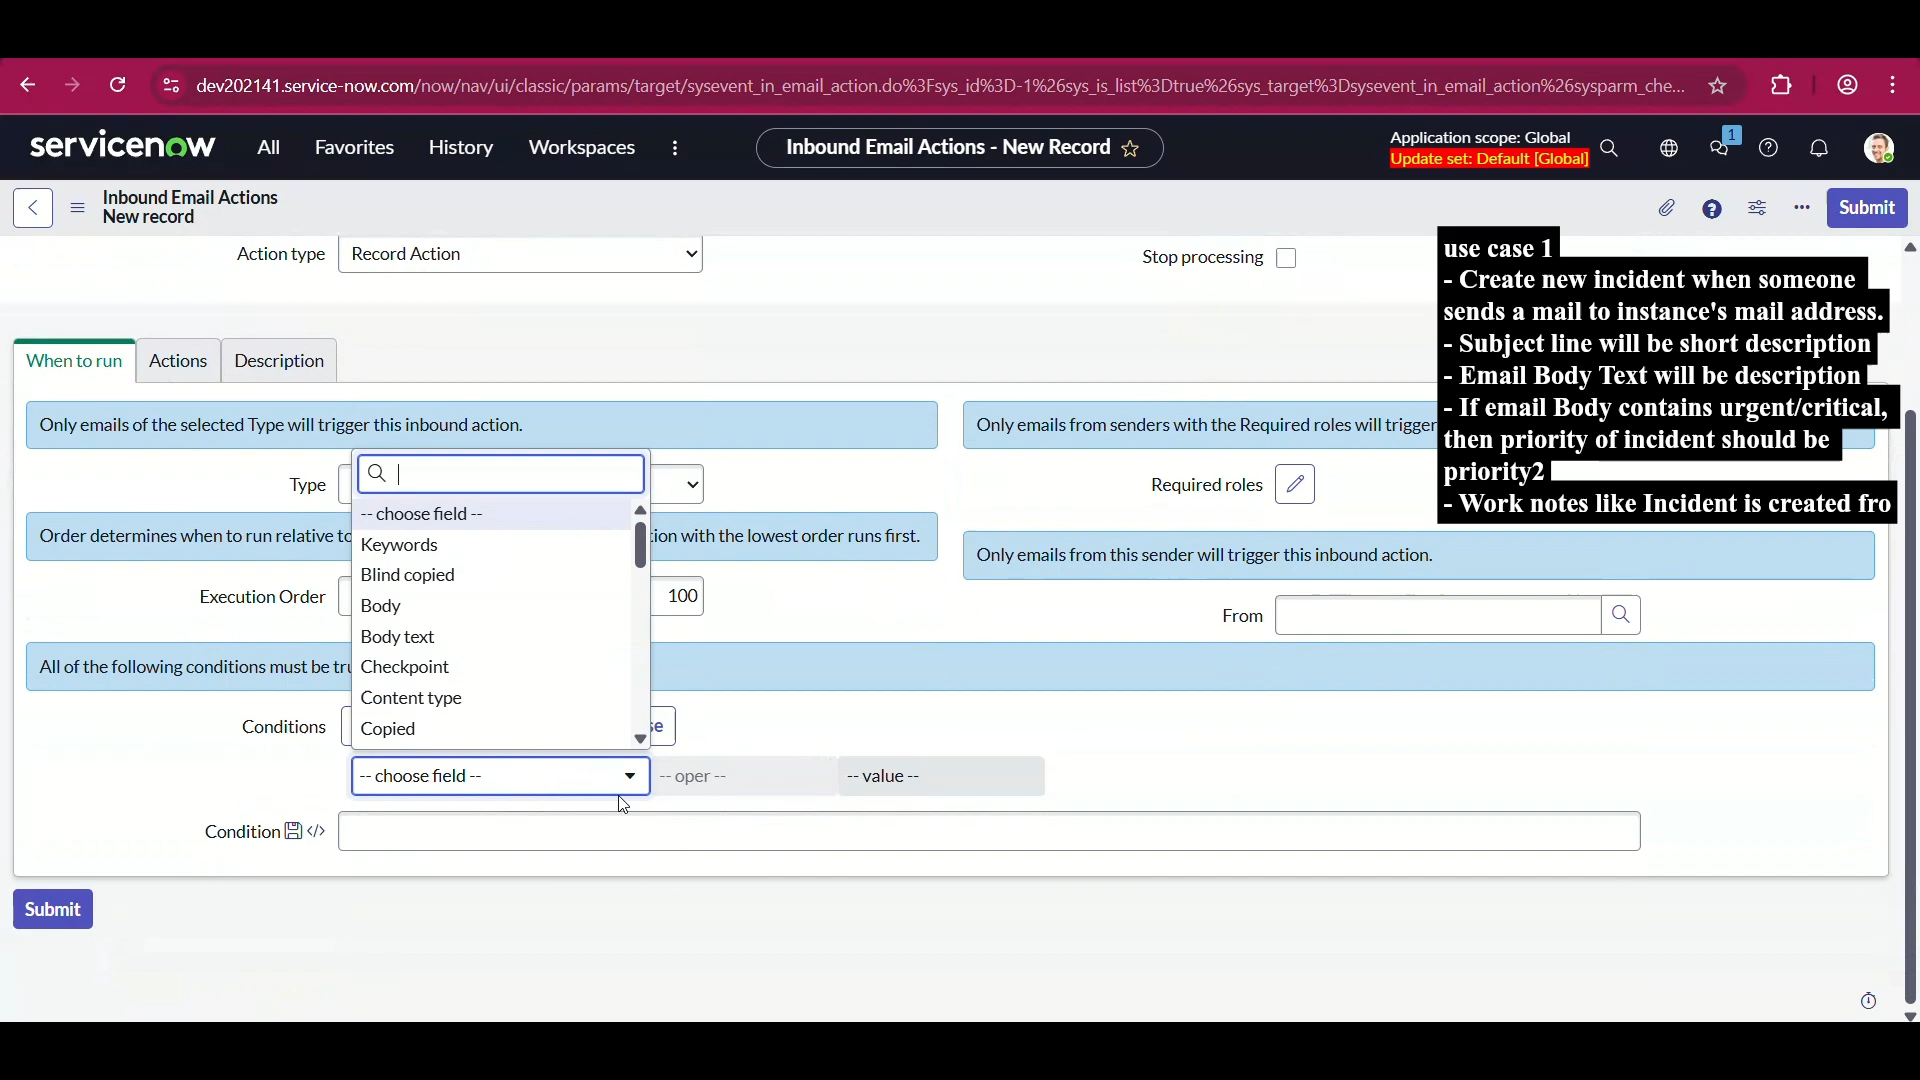 dev202141.service-now.com/now/nav/ui/classic/params/target/sysevent_in_email_action.do%3Fsys_id%3D-1%26sys_is_list%3Dtrue%26sys_target%3Dsysevent_in_email_action%26sysparm_che...
servicenow All Favorites History Workspaces Inbound Email Actions - New Record Application scope: Global 1
Update set: Default [Global]
Inbound Email Actions
New record
Submit
Action type Record Action Stop processing
use case 1
- Create new incident when someone
sends a mail to instance's mail address.
- Subject line will be short description
- Email Body Text will be description
- If email Body contains urgent/critical,
then priority of incident should be
priority2
- Work notes like Incident is created fro
When to run Actions Description
Only emails of the selected Type will trigger this inbound action.
Only emails from senders with the Required roles will trigger
Type
Required roles
Order determines when to run relative to
ion with the lowest order runs first.
Only emails from this sender will trigger this inbound action.
Execution Order 100
From
All of the following conditions must be tru
Conditions se
-- choose field --
Keywords
Blind copied
Body
Body text
Checkpoint
Content type
Copied
-- choose field -- -- oper -- -- value --
Condition </>
Submit